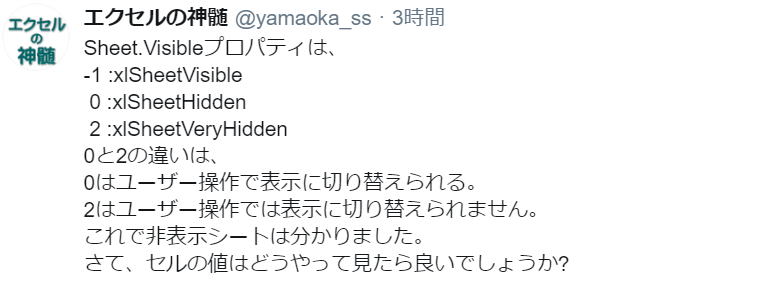 エクセルの神髄
エクセルの神髄 @yamaoka_ss · 3時間
Sheet.Visibleプロパティは、
-1 :xlSheetVisible
0 :xlSheetHidden
2 :xlSheetVeryHidden
0と2の違いは、
0はユーザー操作で表示に切り替えられる。
2はユーザー操作では表示に切り替えられません。
これで非表示シートは分かりました。
さて、セルの値はどうやって見たら良いでしょうか?